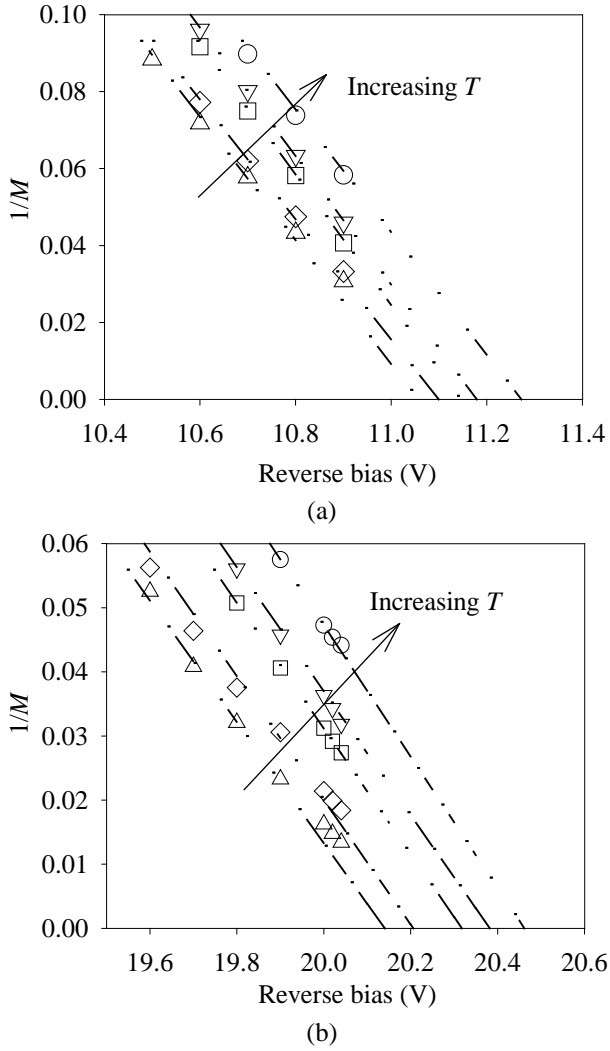 0.10
0.08
0.06
0.04
0.02
0.00
1/M
Increasing T
10.4 10.6 10.8 11.0 11.2 11.4
Reverse bias (V)
(a)
0.06
0.05
0.04
0.03
0.02
0.01
0.00
1/M
Increasing T
19.6 19.8 20.0 20.2 20.4 20.6
Reverse bias (V)
(b)